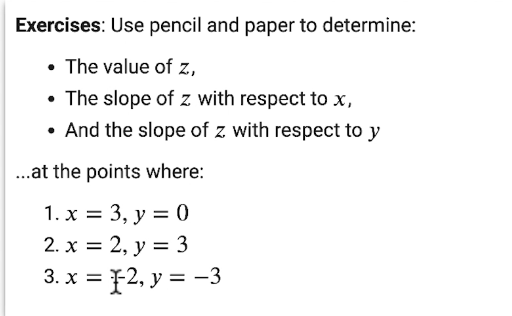 Exercises: Use pencil and paper to determine:
• The value of z,
• The slope of z with respect to x,
• And the slope of z with respect to y
...at the points where:
1. x = 3, y = 0
2. x = 2, y = 3
3. x = -2, y = −3